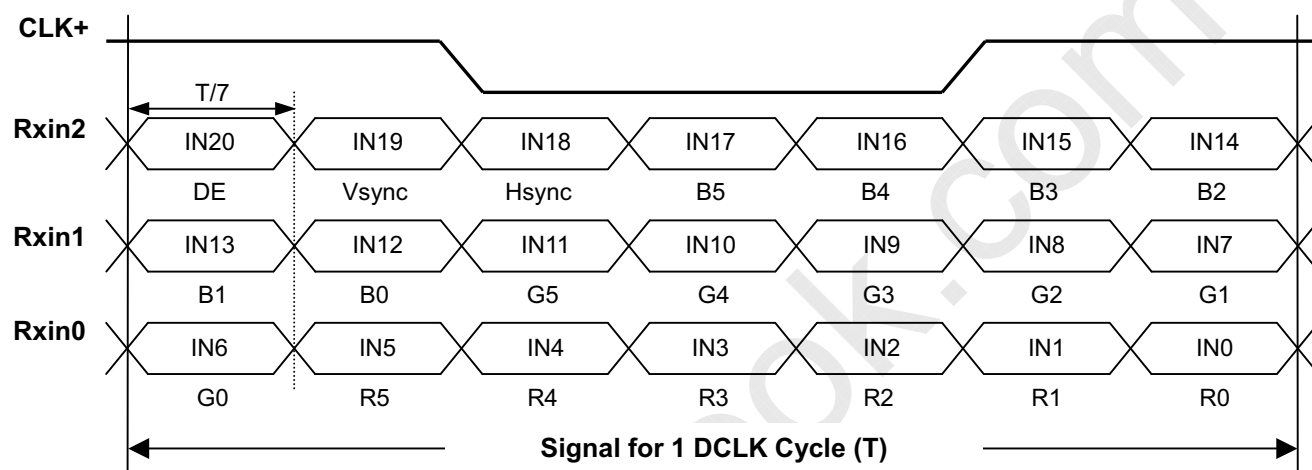 CLK+
T/7
Rxin2 IN20 IN19 IN18 IN17 IN16 IN15 IN14
DE Vsync Hsync B5 B4 B3 B2
Rxin1 IN13 IN12 IN11 IN10 IN9 IN8 IN7
B1 B0 G5 G4 G3 G2 G1
Rxin0 IN6 IN5 IN4 IN3 IN2 IN1 IN0
G0 R5 R4 R3 R2 R1 R0
Signal for 1 DCLK Cycle (T)
ok.com